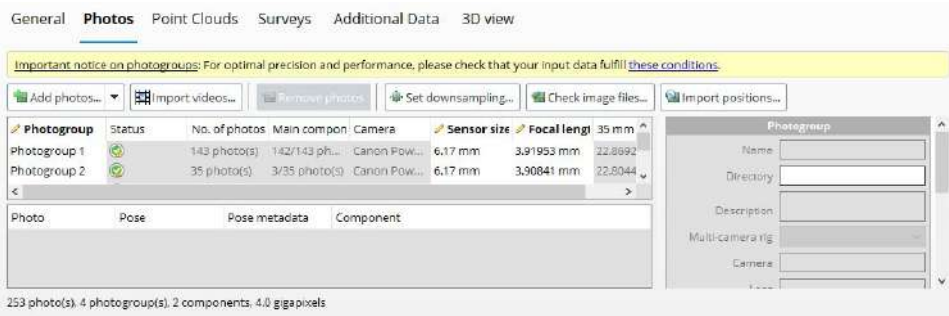 General Photos Point Clouds Surveys Additional Data 3D view
Important notice on photogroups: For optimal precision and performance, please check that your input data fulfill these conditions.
Add photos... Import videos... Remove photos Set downsampling... Check image files... Import positions...
Photogroup Status No. of photos Main compon Camera Sensor size Focal lengt 35 mm
Photogroup
Photogroup 1 143 photo(s) 142/143 ph... Canon Pow... 6.17 mm 3.91953 mm 22.8692
Name
Photogroup 2 35 photo(s) 3/35 photo(s) Canon Pow... 6.17 mm 3.90841 mm 22.8044
Directory
Description
Photo Pose Pose metadata Component
Multi-camera rig
Camera
253 photo(s), 4 photogroup(s), 2 components, 4.0 gigapixels